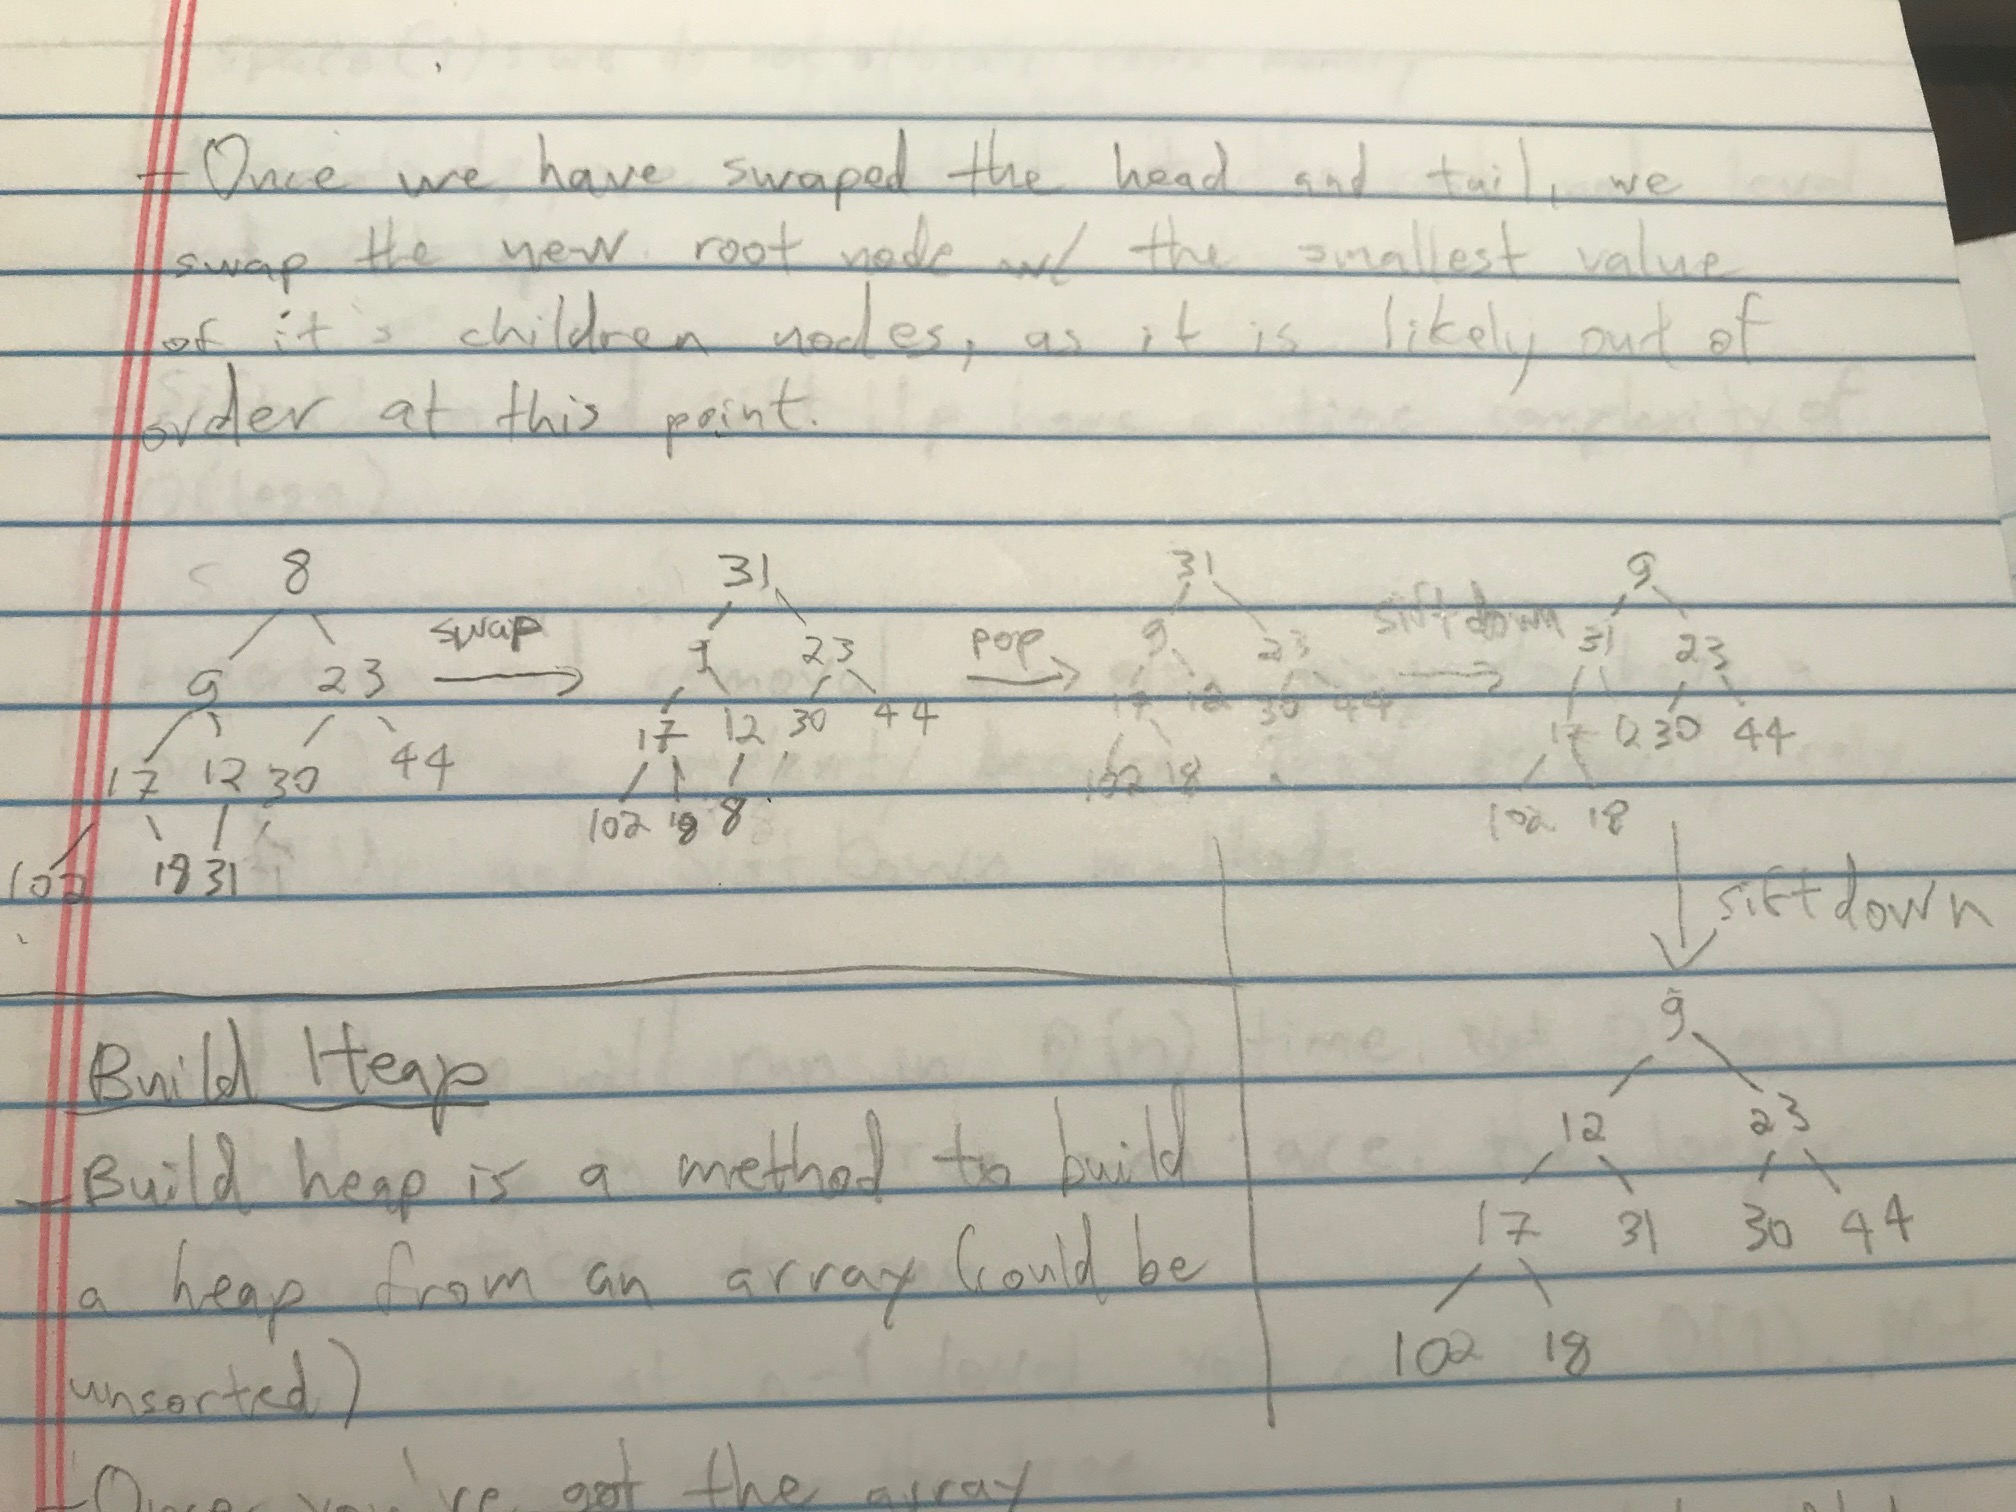 - Once we have swaped the head and tail, we
swap the new root node w/ the smallest value
of it's children nodes, as it is likely out of
order at this point.
8
9 23
17 12 30 44
102 18 31
swap
31
9 23
17 12 30 44
102 18 8
pop
31
9 23
17 12 30 44
102 18
siftdown
9
31 23
17 12 30 44
102 18
siftdown
9
12 23
17 31 30 44
102 18
Build Heap
- Build heap is a method to build
a heap from an array (could be
unsorted)
- Once you've got the array